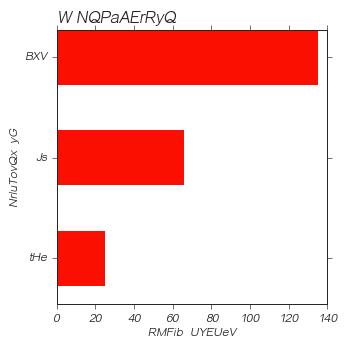 W NQPaAErRyQ
BXV
Js
tHe
NrluTovQx yG
0 20 40 60 80 100 120 140
RMFib UYEUeV